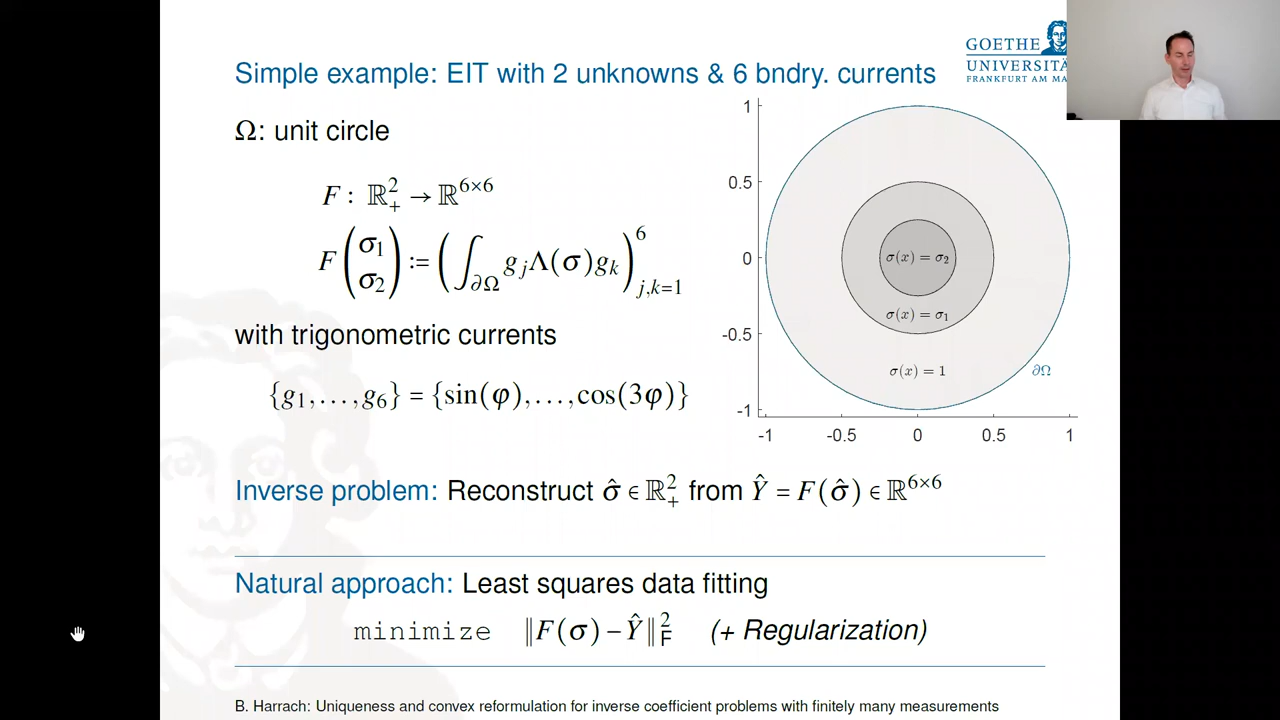 GOETHE
UNIVERSITÄ
FRANKFURT AM MA
Simple example: EIT with 2 unknowns & 6 bndry. currents
Ω: unit circle
F : ℝ²₊ → ℝ⁶ˣ⁶
F (σ₁ σ₂) := ( ∫_∂Ω g_j Λ(σ) g_k )⁶_{j,k=1}
with trigonometric currents
{g₁,…,g₆} = {sin(φ),…,cos(3φ)}
1
0.5
0
-0.5
-1
-1 -0.5 0 0.5 1
σ(x) = σ₂
σ(x) = σ₁
σ(x) = 1
∂Ω
Inverse problem: Reconstruct σ̂ ∈ ℝ²₊ from Ŷ = F(σ̂) ∈ ℝ⁶ˣ⁶
Natural approach: Least squares data fitting
minimize ‖F(σ) − Ŷ‖²_F (+ Regularization)
B. Harrach: Uniqueness and convex reformulation for inverse coefficient problems with finitely many measurements